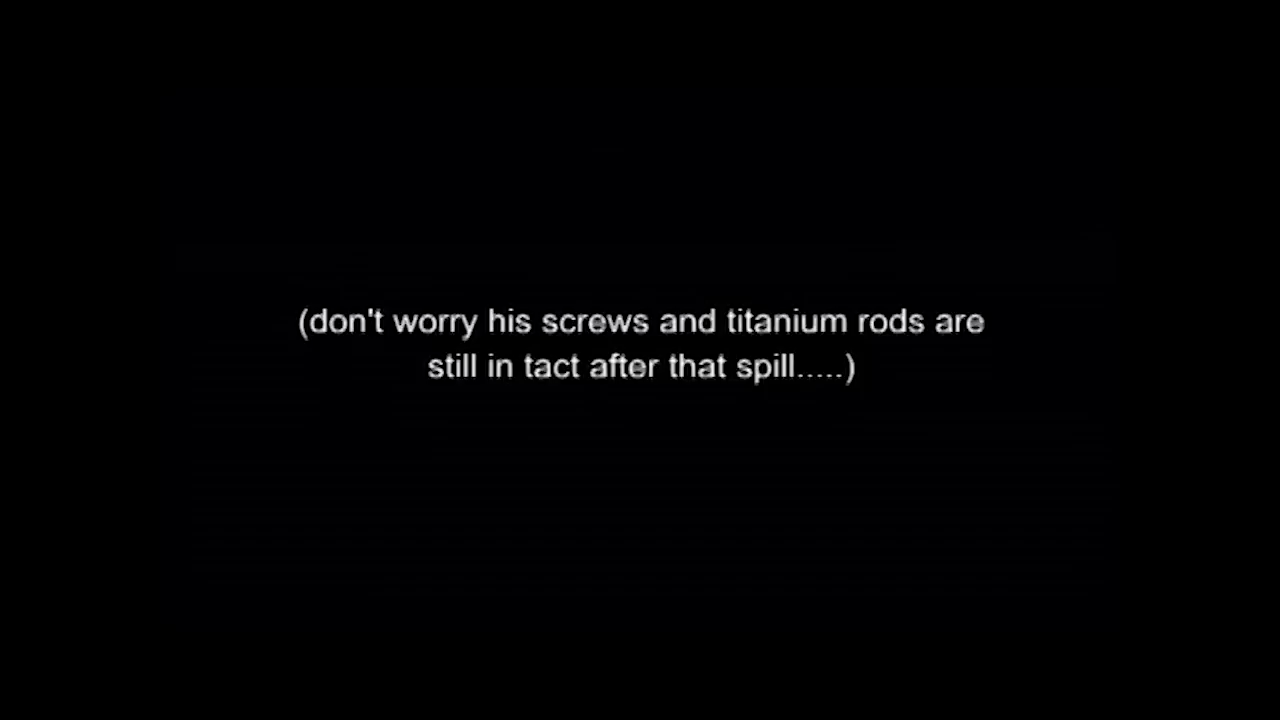 (don't worry his screws and titanium rods are
still in tact after that spill.....)